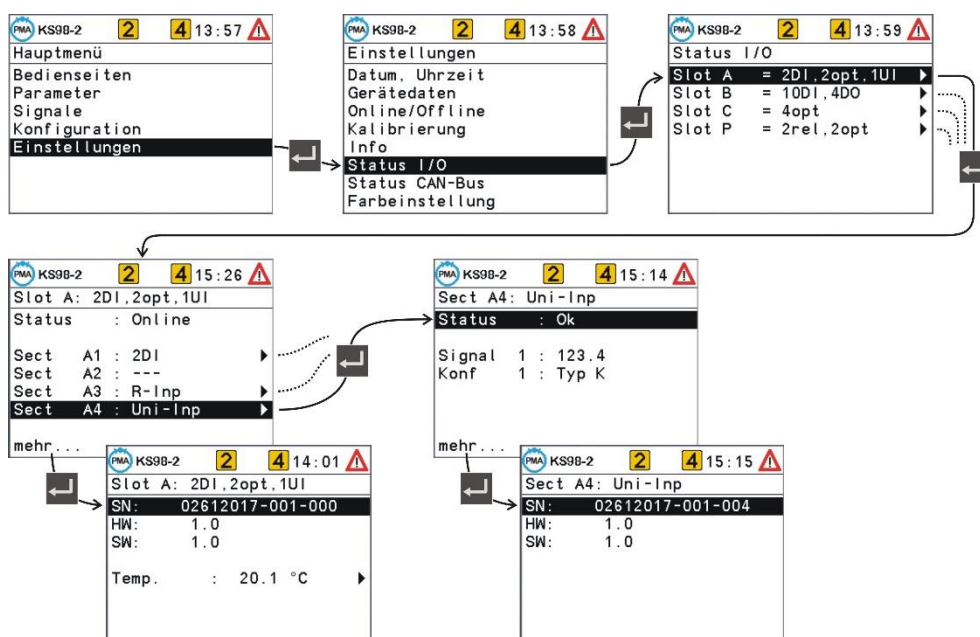 PMA KS98-2 2 4 13:57
Hauptmenü
Bedienseiten
Parameter
Signale
Konfiguration
Einstellungen
PMA KS98-2 2 4 13:58
Einstellungen
Datum, Uhrzeit
Gerätedaten
Online/Offline
Kalibrierung
Info
Status I/O
Status CAN-Bus
Farbeinstellung
PMA KS98-2 2 4 13:59
Status I/O
Slot A = 2DI,2opt,1UI
Slot B = 10DI,4DO
Slot C = 4opt
Slot P = 2rel,2opt
PMA KS98-2 2 4 15:26
Slot A: 2DI,2opt,1UI
Status : Online
Sect A1 : 2DI
Sect A2 : ---
Sect A3 : R-Inp
Sect A4 : Uni-Inp
mehr...
PMA KS98-2 2 4 15:14
Sect A4: Uni-Inp
Status : Ok
Signal 1 : 123.4
Konf 1 : Typ K
mehr...
PMA KS98-2 2 4 14:01
Slot A: 2DI,2opt,1UI
SN: 02612017-001-000
HW: 1.0
SW: 1.0
Temp. : 20.1 °C
PMA KS98-2 2 4 15:15
Sect A4: Uni-Inp
SN: 02612017-001-004
HW: 1.0
SW: 1.0